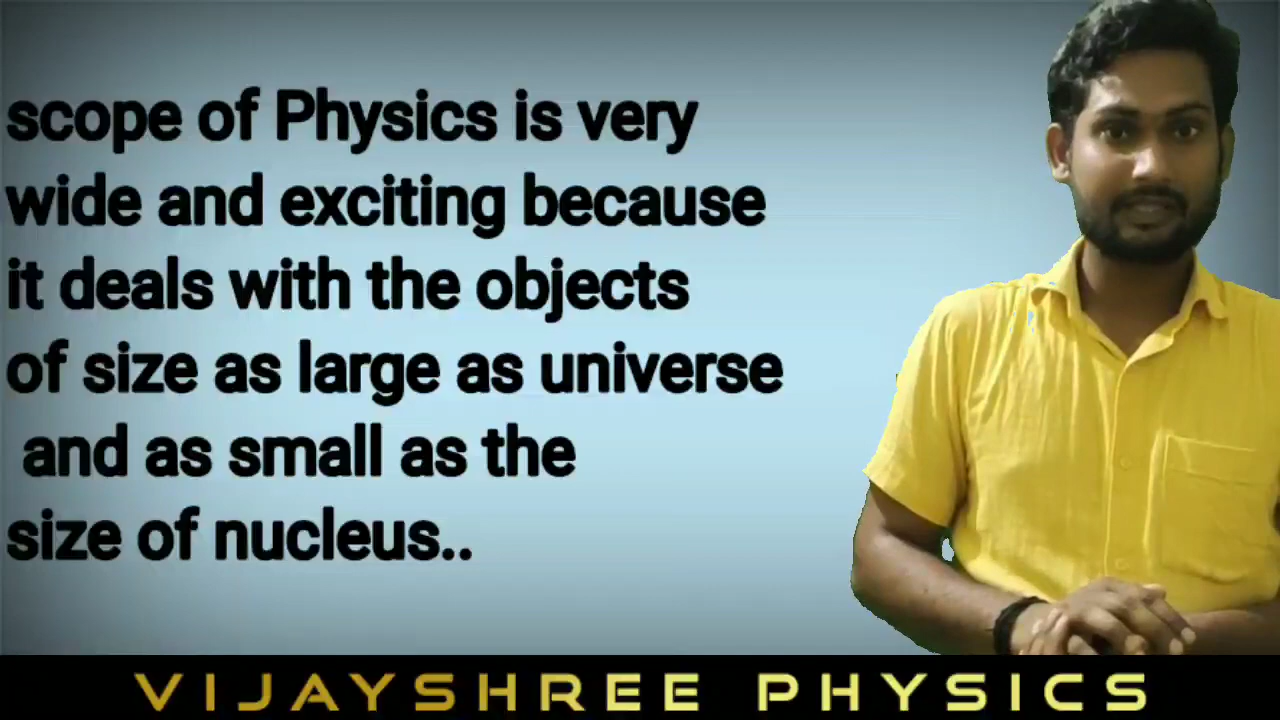 scope of Physics is very
wide and exciting because
it deals with the objects
of size as large as universe
and as small as the
size of nucleus..
VIJAYSHREE PHYSICS